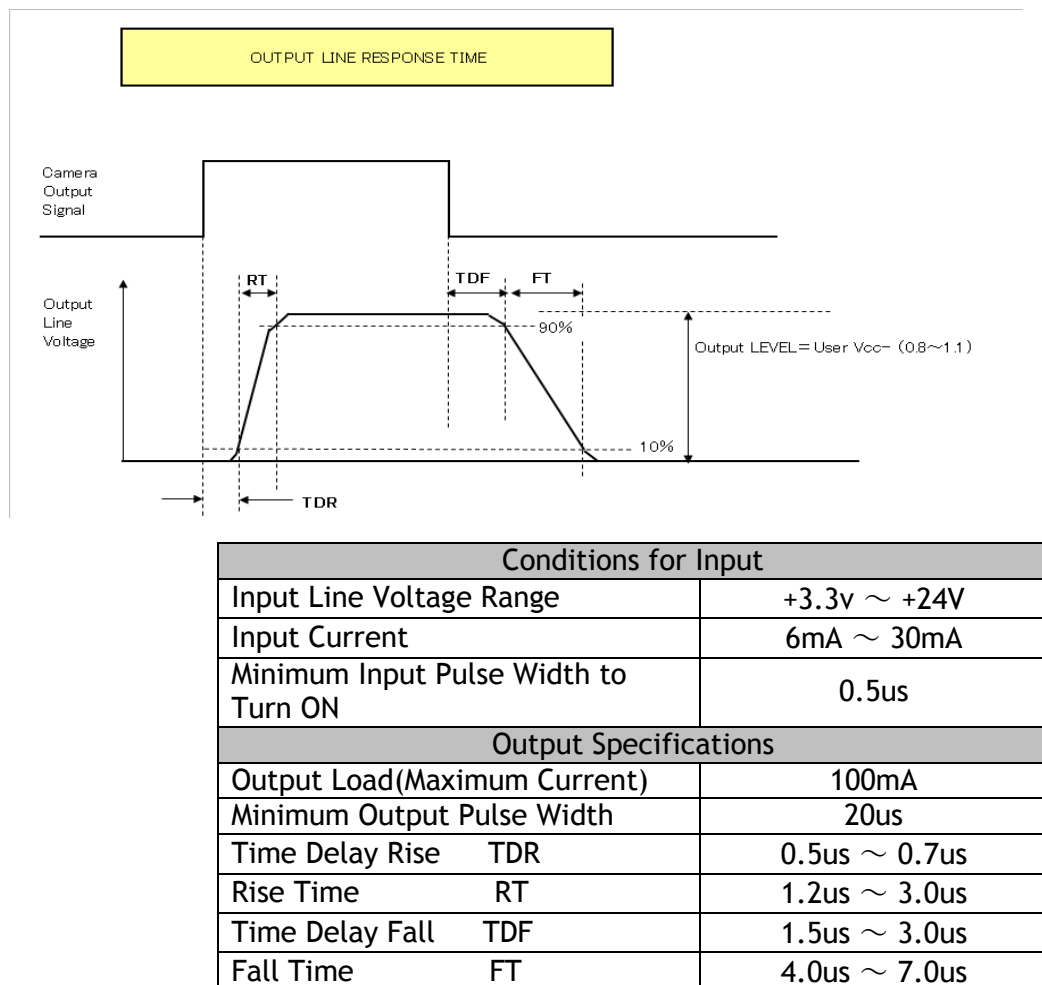 OUTPUT LINE RESPONSE TIME
Camera
Output
Signal
RT
TDF
FT
Output
Line
Voltage
90%
Output LEVEL=User Vcc-（0.8～1.1）
10%
TDR
Conditions for Input
Input Line Voltage Range +3.3v ～ +24V
Input Current 6mA ～ 30mA
Minimum Input Pulse Width to
Turn ON 0.5us
Output Specifications
Output Load(Maximum Current) 100mA
Minimum Output Pulse Width 20us
Time Delay Rise TDR 0.5us ～ 0.7us
Rise Time RT 1.2us ～ 3.0us
Time Delay Fall TDF 1.5us ～ 3.0us
Fall Time FT 4.0us ～ 7.0us